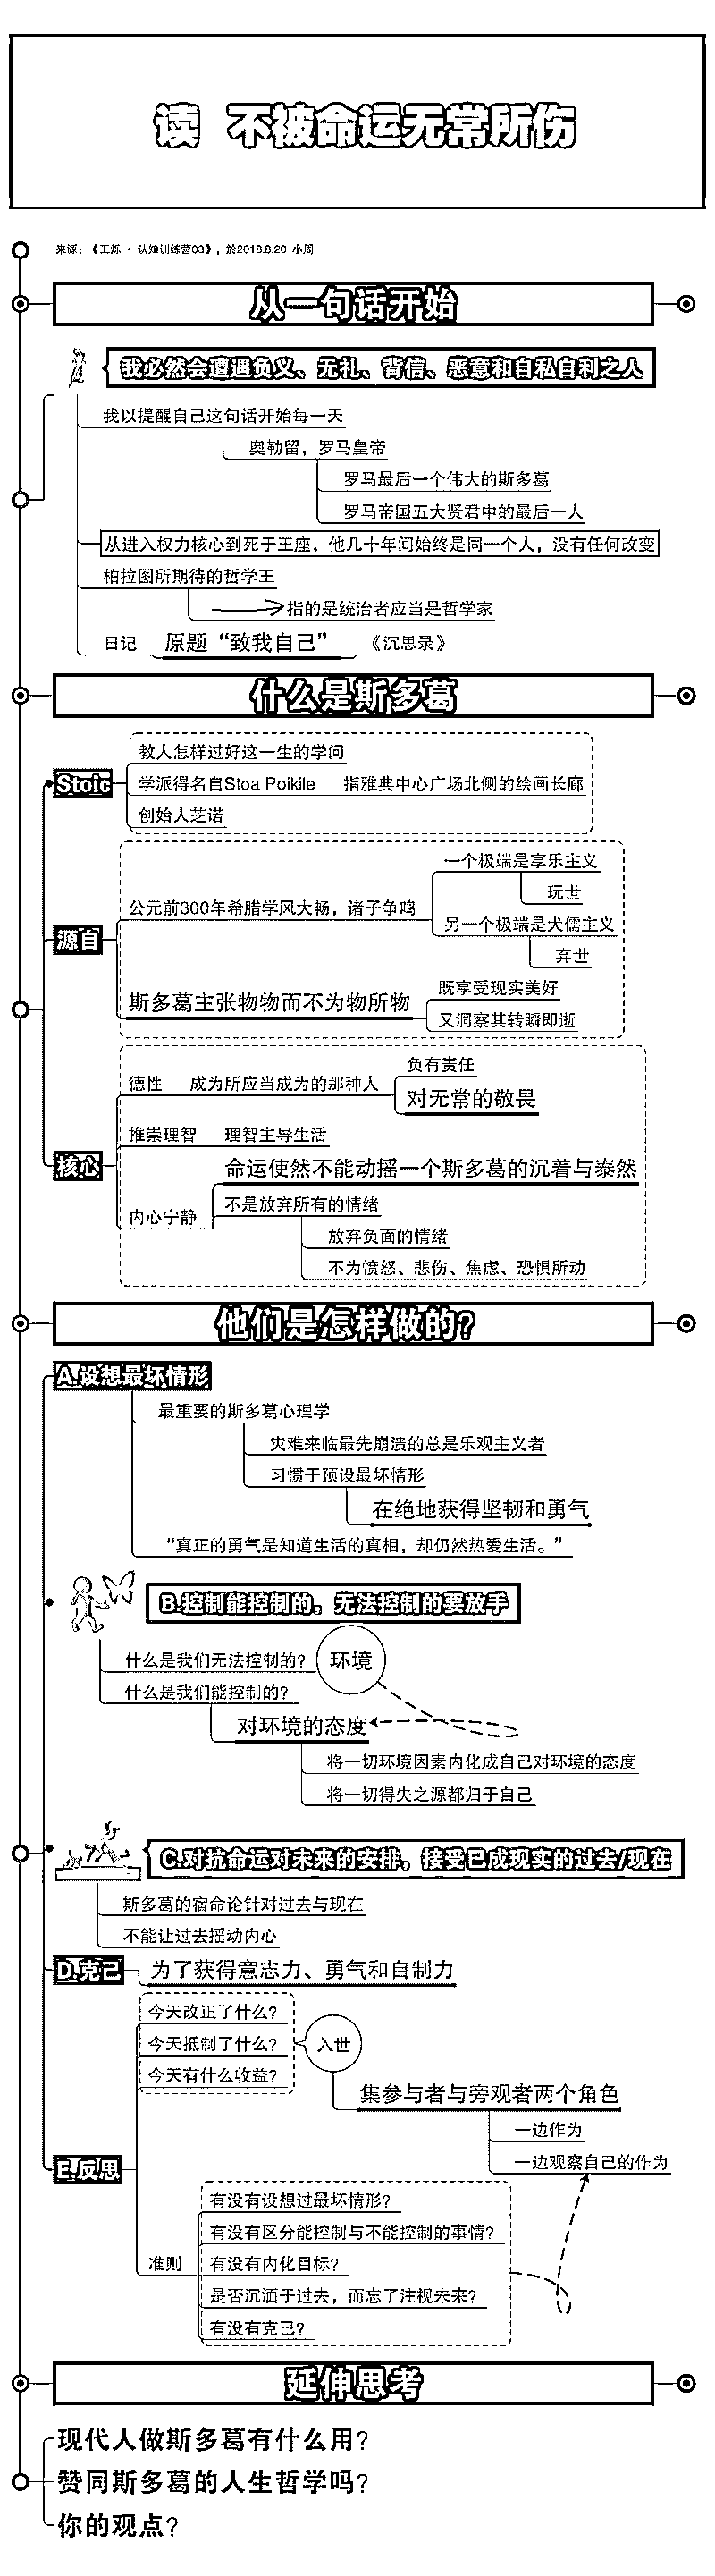 读 不被命运无常所伤
来源：《王烁·认知训练营03》，於2018.8.20 小周
从一句话开始
我必然会遭遇负义、无礼、背信、恶意和自私自利之人
我以提醒自己这句话开始每一天
奥勒留，罗马皇帝
罗马最后一个伟大的斯多葛
罗马帝国五大贤君中的最后一人
从进入权力核心到死于王座，他几十年间始终是同一个人，没有任何改变
柏拉图所期待的哲学王
指的是统治者应当是哲学家
日记 原题“致我自己” 《沉思录》
什么是斯多葛
Stoic
教人怎样过好这一生的学问
学派得名自Stoa Poikile 指雅典中心广场北侧的绘画长廊
创始人芝诺
源自
公元前300年希腊学风大畅，诸子争鸣
一个极端是享乐主义
玩世
另一个极端是犬儒主义
弃世
斯多葛主张物物而不为物所物
既享受现实美好
又洞察其转瞬即逝
核心
德性 成为所应当成为的那种人
负有责任
对无常的敬畏
推崇理智 理智主导生活
内心宁静
命运使然不能动摇一个斯多葛的沉着与泰然
不是放弃所有的情绪
放弃负面的情绪
不为愤怒、悲伤、焦虑、恐惧所动
他们是怎样做的？
A.设想最坏情形
最重要的斯多葛心理学
灾难来临最先崩溃的总是乐观主义者
习惯于预设最坏情形
在绝地获得坚韧和勇气
“真正的勇气是知道生活的真相，却仍然热爱生活。”
B.控制能控制的，无法控制的要放手
什么是我们无法控制的？ 环境
什么是我们能控制的？
对环境的态度
将一切环境因素内化成自己对环境的态度
将一切得失之源都归于自己
C.对抗命运对未来的安排，接受已成现实的过去/现在
斯多葛的宿命论针对过去与现在
不能让过去摇动内心
D.克己 为了获得意志力、勇气和自制力
E.反思
今天改正了什么？
今天抵制了什么？
今天有什么收益？
入世
集参与者与旁观者两个角色
一边作为
一边观察自己的作为
准则
有没有设想过最坏情形？
有没有区分能控制与不能控制的事情？
有没有内化目标？
是否沉湎于过去，而忘了注视未来？
有没有克己？
延伸思考
现代人做斯多葛有什么用？
赞同斯多葛的人生哲学吗？
你的观点？